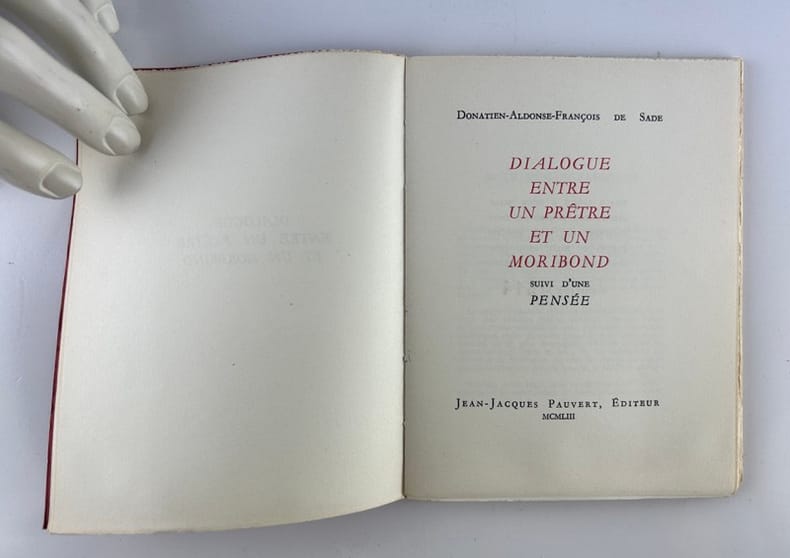 Donatien-Aldonse-François de Sade
DIALOGUE
ENTRE
UN PRÊTRE
ET UN
MORIBOND
SUIVI D'UNE
PENSÉE
Jean-Jacques Pauvert, Éditeur
MCMLIII